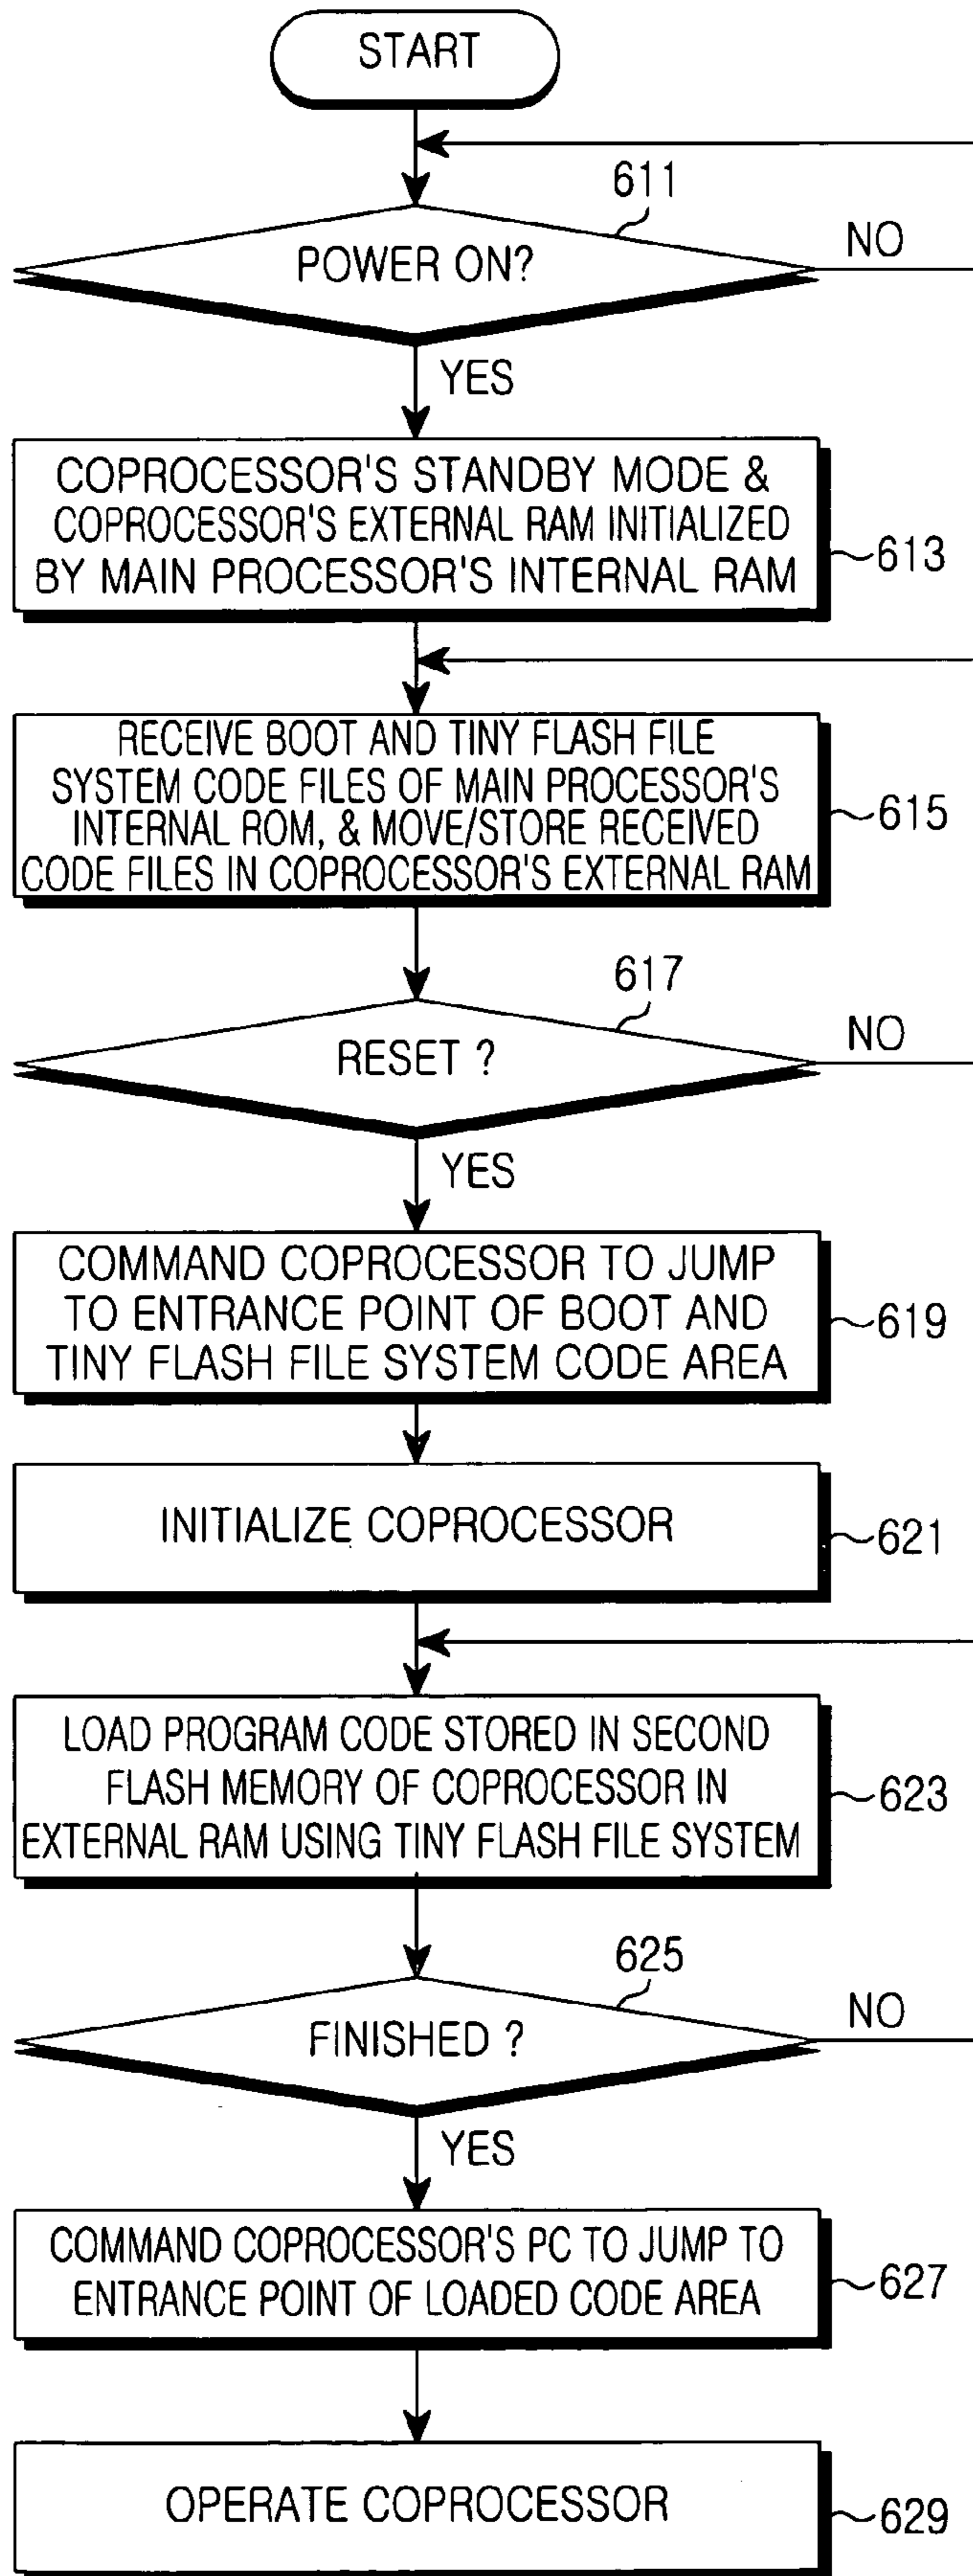 START
611
POWER ON?
NO
YES
COPROCESSOR'S STANDBY MODE &
COPROCESSOR'S EXTERNAL RAM INITIALIZED
BY MAIN PROCESSOR'S INTERNAL RAM
613
RECEIVE BOOT AND TINY FLASH FILE
SYSTEM CODE FILES OF MAIN PROCESSOR'S
INTERNAL ROM, & MOVE/STORE RECEIVED
CODE FILES IN COPROCESSOR'S EXTERNAL RAM
615
617
RESET ?
NO
YES
COMMAND COPROCESSOR TO JUMP
TO ENTRANCE POINT OF BOOT AND
TINY FLASH FILE SYSTEM CODE AREA
619
INITIALIZE COPROCESSOR
621
LOAD PROGRAM CODE STORED IN SECOND
FLASH MEMORY OF COPROCESSOR IN
EXTERNAL RAM USING TINY FLASH FILE SYSTEM
623
625
FINISHED ?
NO
YES
COMMAND COPROCESSOR'S PC TO JUMP TO
ENTRANCE POINT OF LOADED CODE AREA
627
OPERATE COPROCESSOR
629